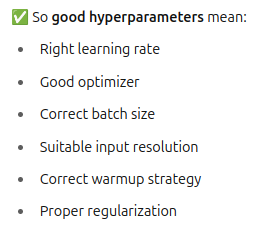 ✅ So good hyperparameters mean:
• Right learning rate
• Good optimizer
• Correct batch size
• Suitable input resolution
• Correct warmup strategy
• Proper regularization